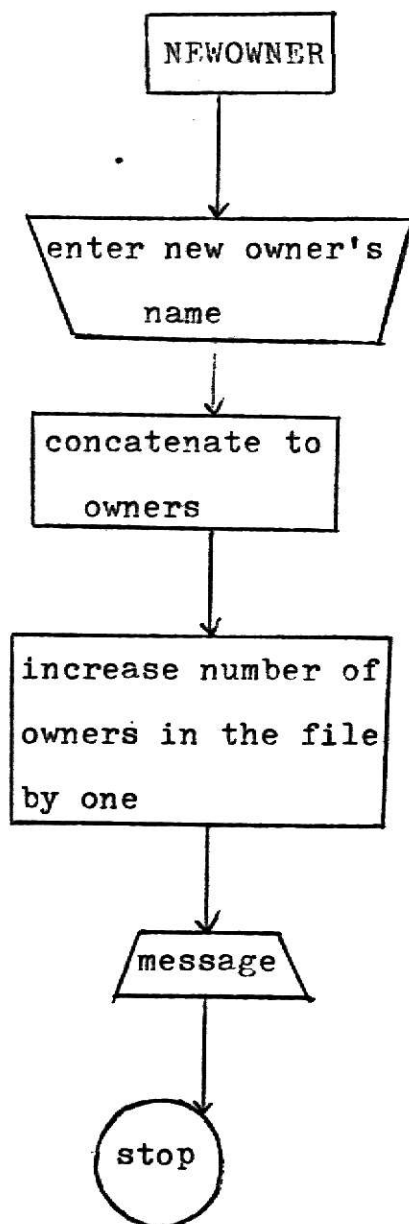 NEWOWNER
enter new owner's
name
concatenate to
owners
increase number of
owners in the file
by one
message
stop